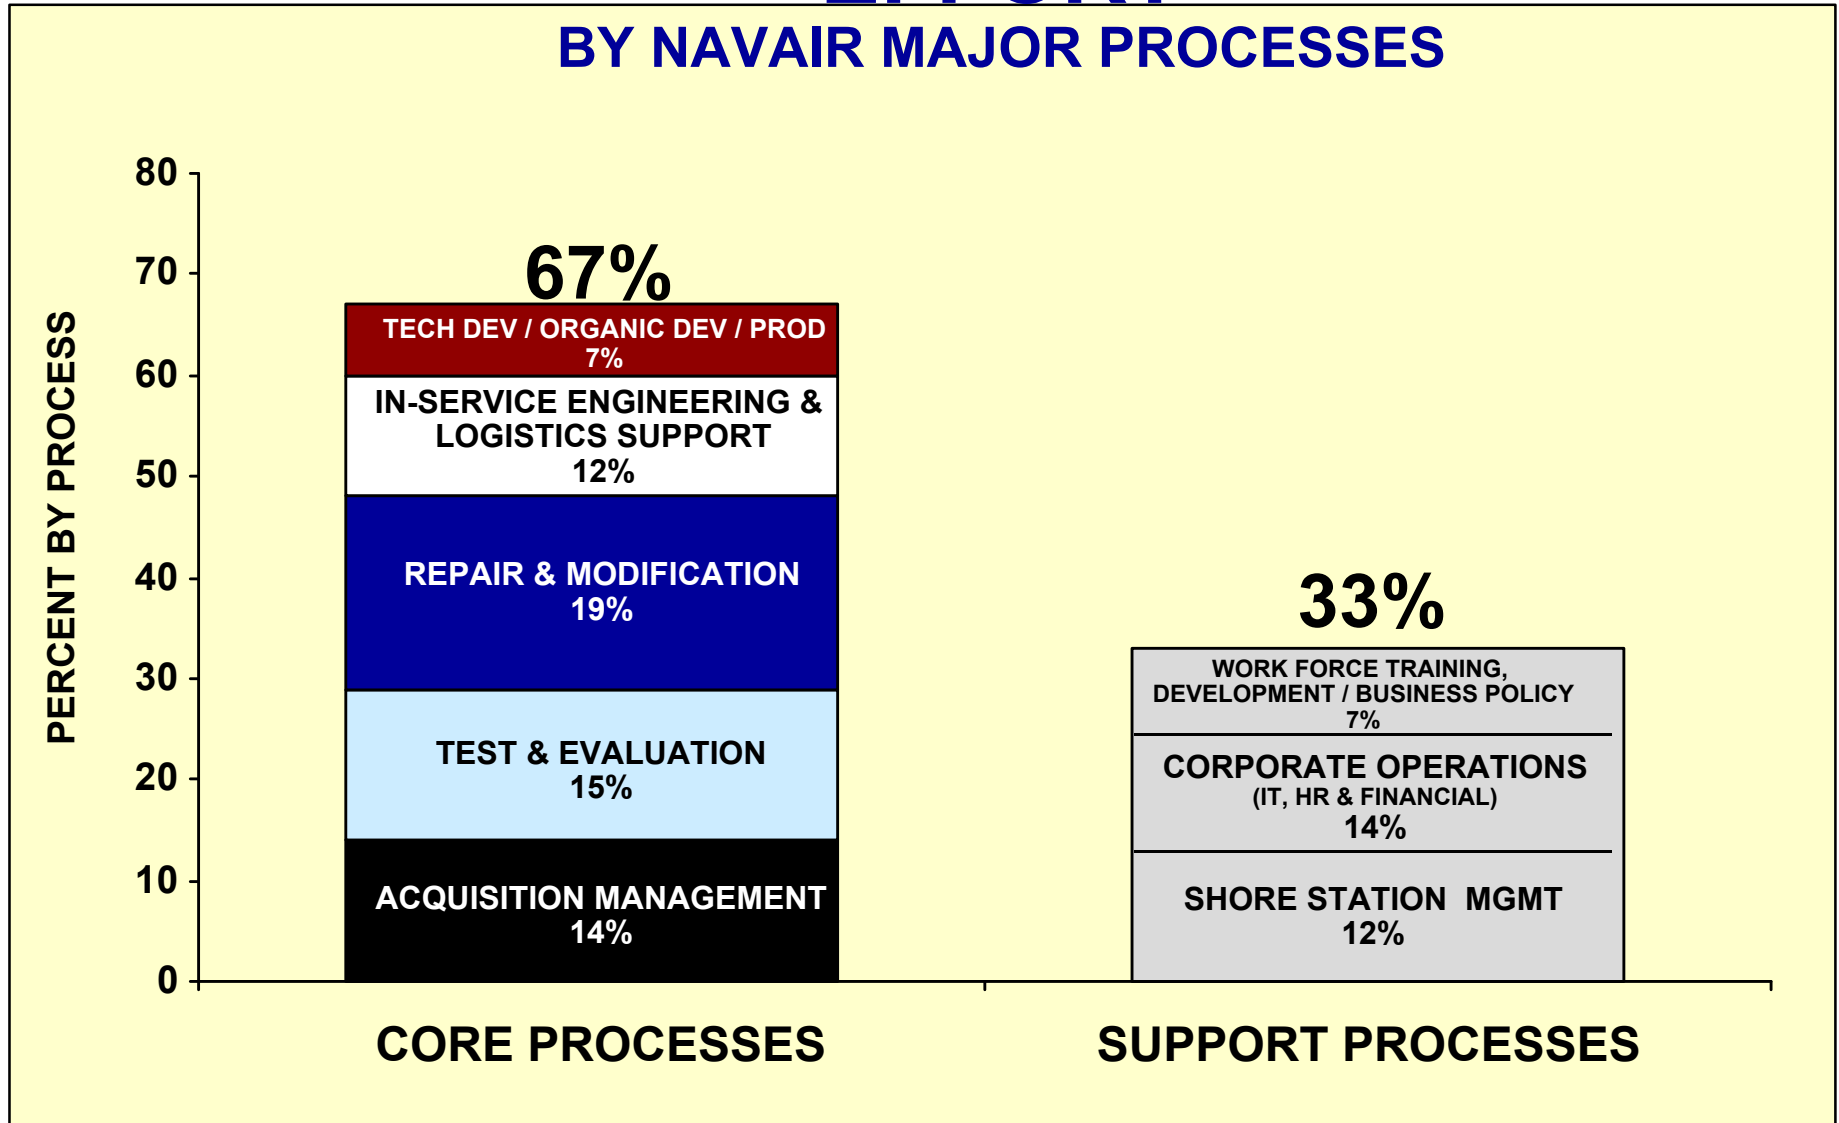 BY NAVAIR MAJOR PROCESSES
80
70
60
50
40
30
20
10
0
PERCENT BY PROCESS
67%
TECH DEV / ORGANIC DEV / PROD
7%
IN-SERVICE ENGINEERING &
LOGISTICS SUPPORT
12%
REPAIR & MODIFICATION
19%
TEST & EVALUATION
15%
ACQUISITION MANAGEMENT
14%
33%
WORK FORCE TRAINING,
DEVELOPMENT / BUSINESS POLICY
7%
CORPORATE OPERATIONS
(IT, HR & FINANCIAL)
14%
SHORE STATION  MGMT
12%
CORE PROCESSES
SUPPORT PROCESSES